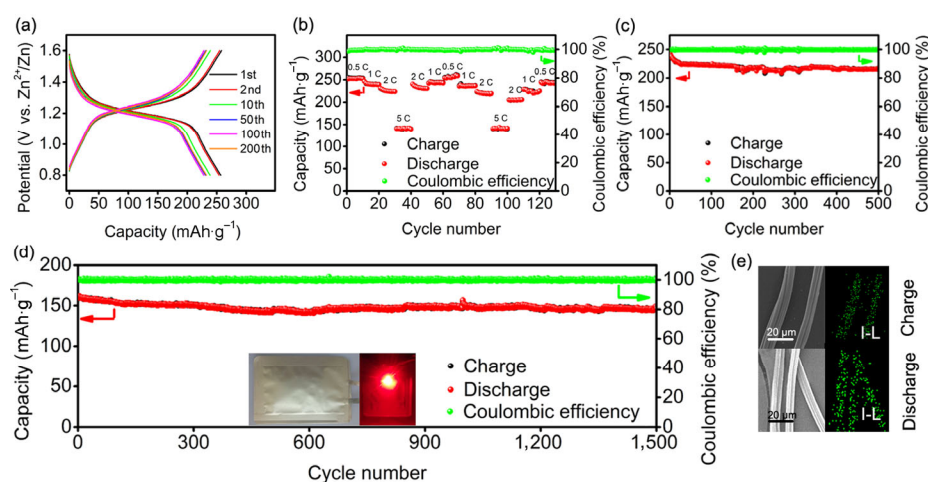 (a)
Potential (V vs. Zn²⁺/Zn)
1.6
1.4
1.2
1.0
0.8
1st
2nd
10th
50th
100th
200th
0 50 100 150 200 250 300
Capacity (mAh·g⁻¹)
(b)
Capacity (mAh·g⁻¹)
300
250
200
150
100
50
0
0.5 C
1 C
2 C
5 C
2 C
1 C
0.5 C
1 C
2 C
5 C
2 C
1 C
0.5 C
Charge
Discharge
Coulombic efficiency
100
80
60
40
20
0
Coulombic efficiency (%)
0 20 40 60 80 100 120
Cycle number
(c)
Capacity (mAh·g⁻¹)
250
200
150
100
50
0
Charge
Discharge
Coulombic efficiency
100
80
60
40
20
0
Coulombic efficiency (%)
0 100 200 300 400 500
Cycle number
(d)
Capacity (mAh·g⁻¹)
200
150
100
50
0
Charge
Discharge
Coulombic efficiency
100
80
60
40
20
0
Coulombic efficiency (%)
0 300 600 900 1,200 1,500
Cycle number
(e)
20 μm
I-L
Charge
20 μm
I-L
Discharge